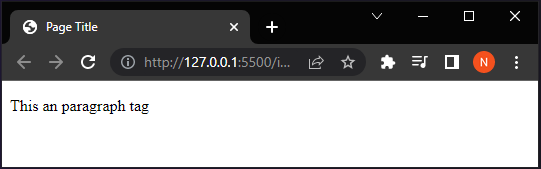 Page Title
http://127.0.0.1:5500/i...
N
This an paragraph tag